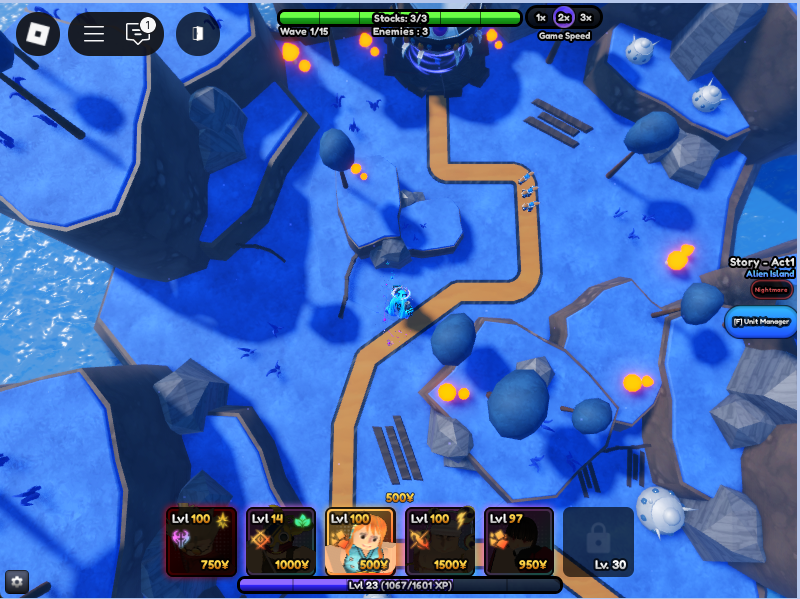 1
Stocks: 3/3
1x 2x 3x
Wave 1/15
Enemies : 3
Game Speed
Story - Act1
Alien Island
Nightmare
[F] Unit Manager
500¥
Lvl 100
750¥
Lvl 14
1000¥
Lvl 100
500¥
Lvl 100
1500¥
Lvl 97
950¥
Lv. 30
Lvl 23 (1067/1601 XP)